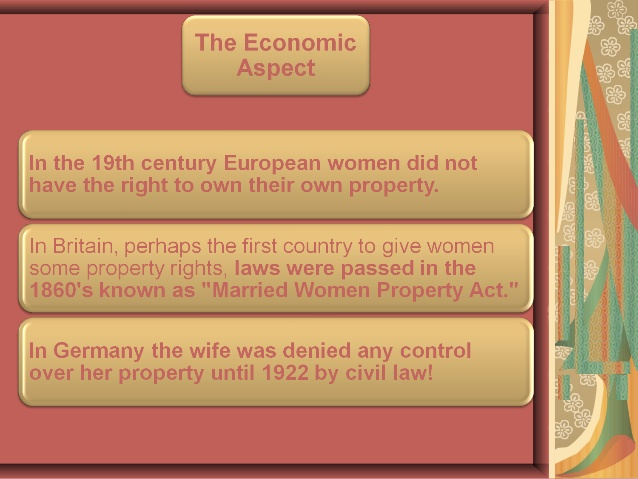 The Economic
Aspect
In the 19th century European women did not
have the right to own their own property.
In Britain, perhaps the first country to give women
some property rights, laws were passed in the
1860's known as "Married Women Property Act."
In Germany the wife was denied any control
over her property until 1922 by civil law!